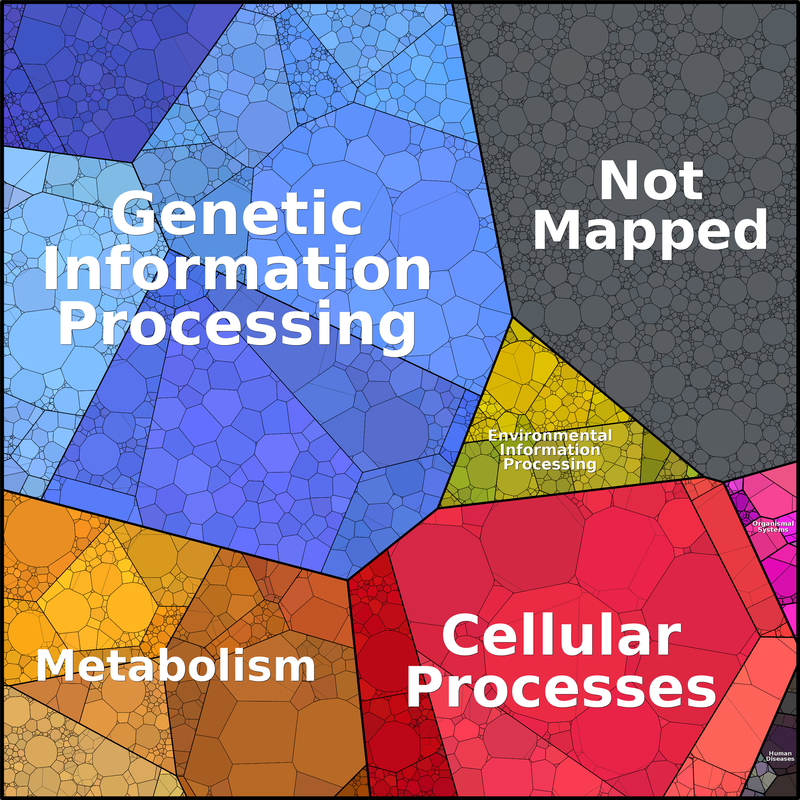 Not
Mapped
Genetic
Information
Processing
Environmental
Information
Processing
Organismal
Systems
Cellular
Processes
Metabolism
Human
Diseases